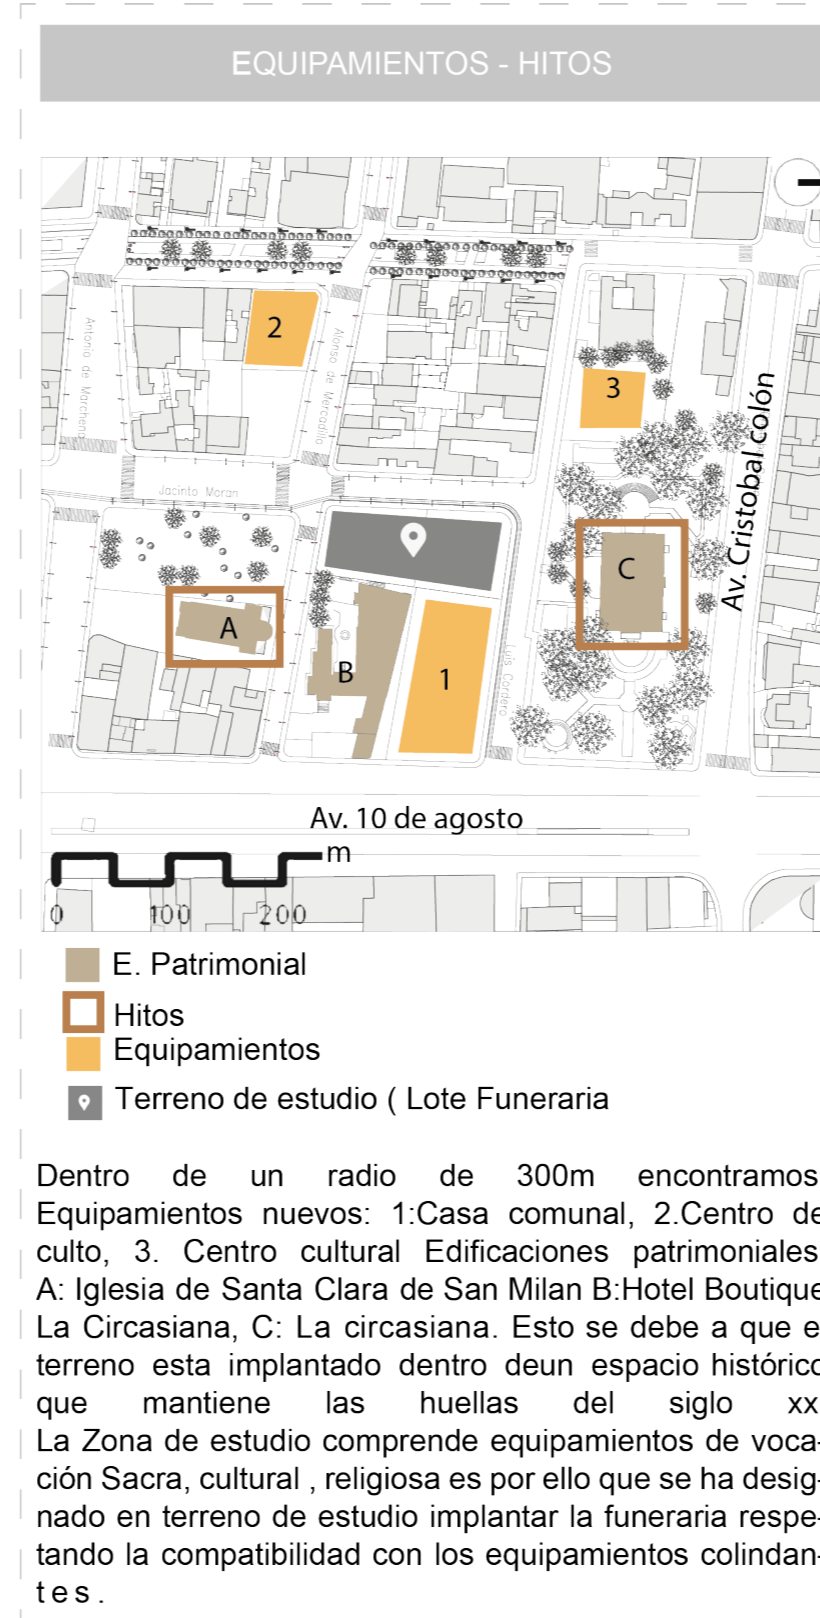 EQUIPAMIENTOS - HITOS
2
3
Antonio de Marchena
Alonso de Mercadillo
Av. Cristobal colón
Jacinto Moran
C
A
B
1
Luis Cordero
Av. 10 de agosto
m
0 100 200
E. Patrimonial
Hitos
Equipamientos
Terreno de estudio ( Lote Funeraria
Dentro de un radio de 300m encontramos
Equipamientos nuevos: 1:Casa comunal, 2.Centro de
culto, 3. Centro cultural Edificaciones patrimoniales
A: Iglesia de Santa Clara de San Milan B:Hotel Boutique
La Circasiana, C: La circasiana. Esto se debe a que e
terreno esta implantado dentro deun espacio histórico
que mantiene las huellas del siglo xx
La Zona de estudio comprende equipamientos de voca-
ción Sacra, cultural , religiosa es por ello que se ha desig-
nado en terreno de estudio implantar la funeraria respe-
tando la compatibilidad con los equipamientos colindan-
tes.